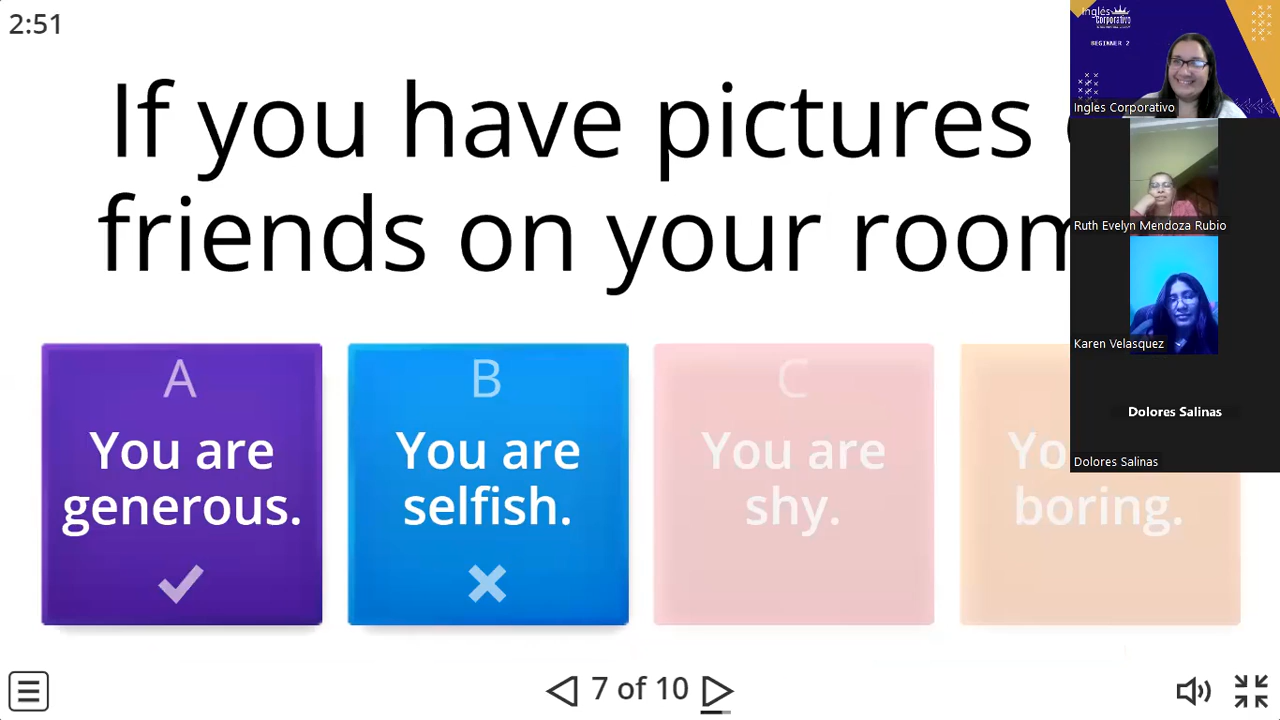 2:51
If you have pictures
friends on your room
A
You are
generous.
B
You are
selfish.
C
You are
shy.
boring.
7 of 10
Inglés
Corporativo
BEGINNER 2
Ingles Corporativo
Ruth Evelyn Mendoza Rubio
Karen Velasquez
Dolores Salinas
Dolores Salinas